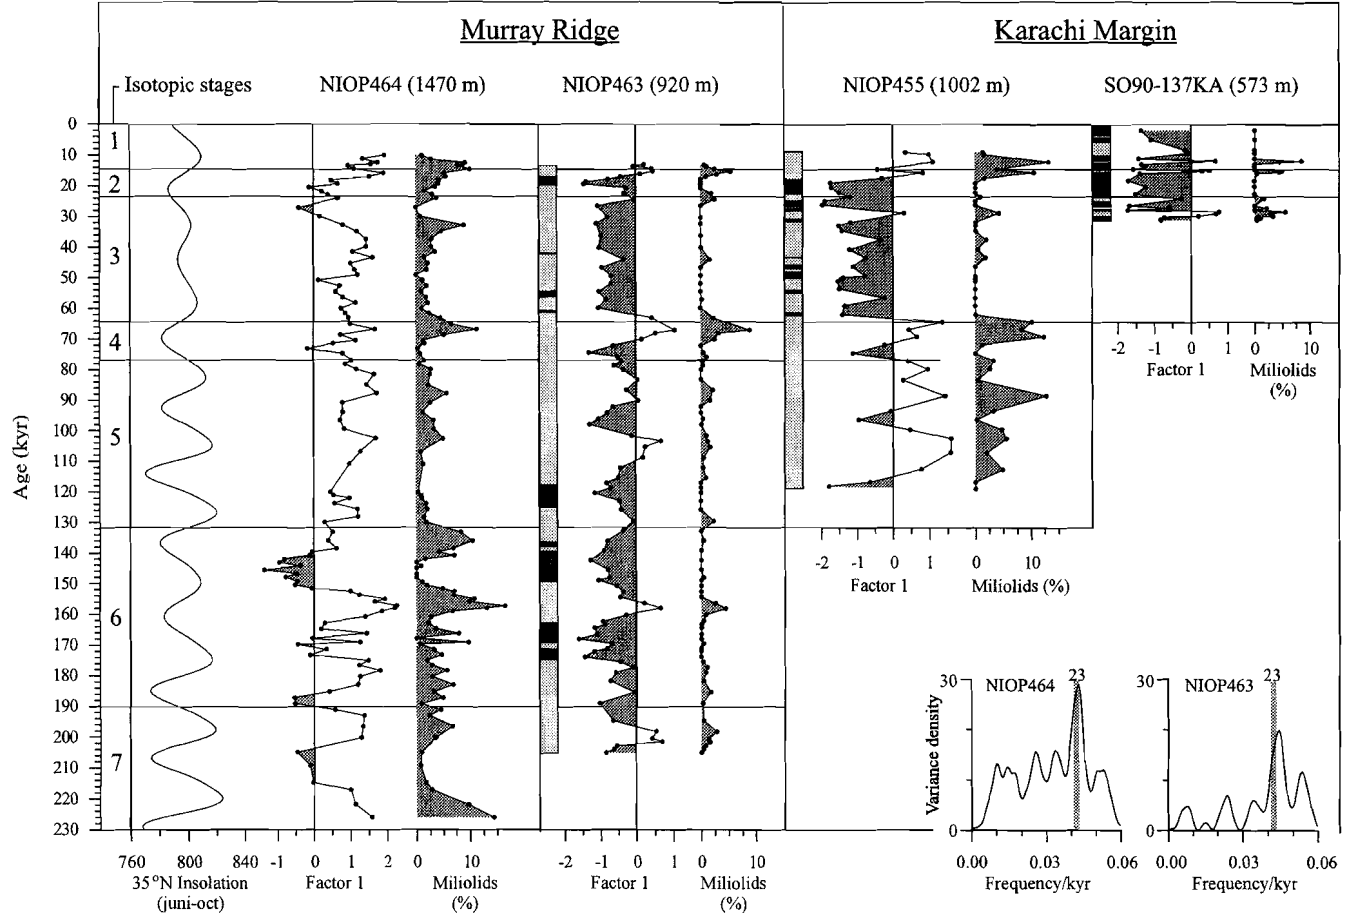 Murray Ridge
Karachi Margin
Isotopic stages
NIOP464 (1470 m)
NIOP463 (920 m)
NIOP455 (1002 m)
SO90-137KA (573 m)
Age (kyr)
0
10
20
30
40
50
60
70
80
90
100
110
120
130
140
150
160
170
180
190
200
210
220
230
1
2
3
4
5
6
7
760 800 840
35°N Insolation
(juni-oct)
-1 0 1 2
Factor 1
0 10
Miliolids
(%)
-2 -1 0 1
Factor 1
0 10
Miliolids
(%)
-2 -1 0 1
Factor 1
0 10
Miliolids (%)
-2 -1 0 1
Factor 1
0 10
Miliolids
(%)
Variance density
30
0
NIOP464
23
0.00 0.03 0.06
Frequency/kyr
30
0
NIOP463
23
0.00 0.03 0.06
Frequency/kyr